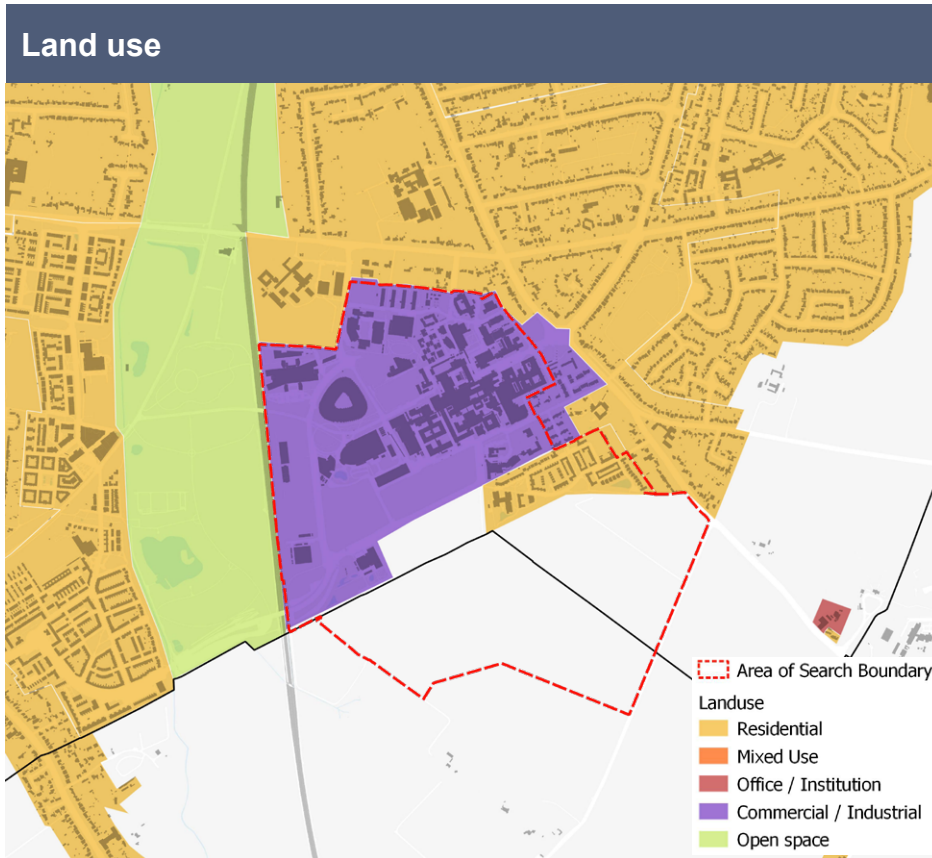 Land use
Area of Search Boundary
Landuse
Residential
Mixed Use
Office / Institution
Commercial / Industrial
Open space